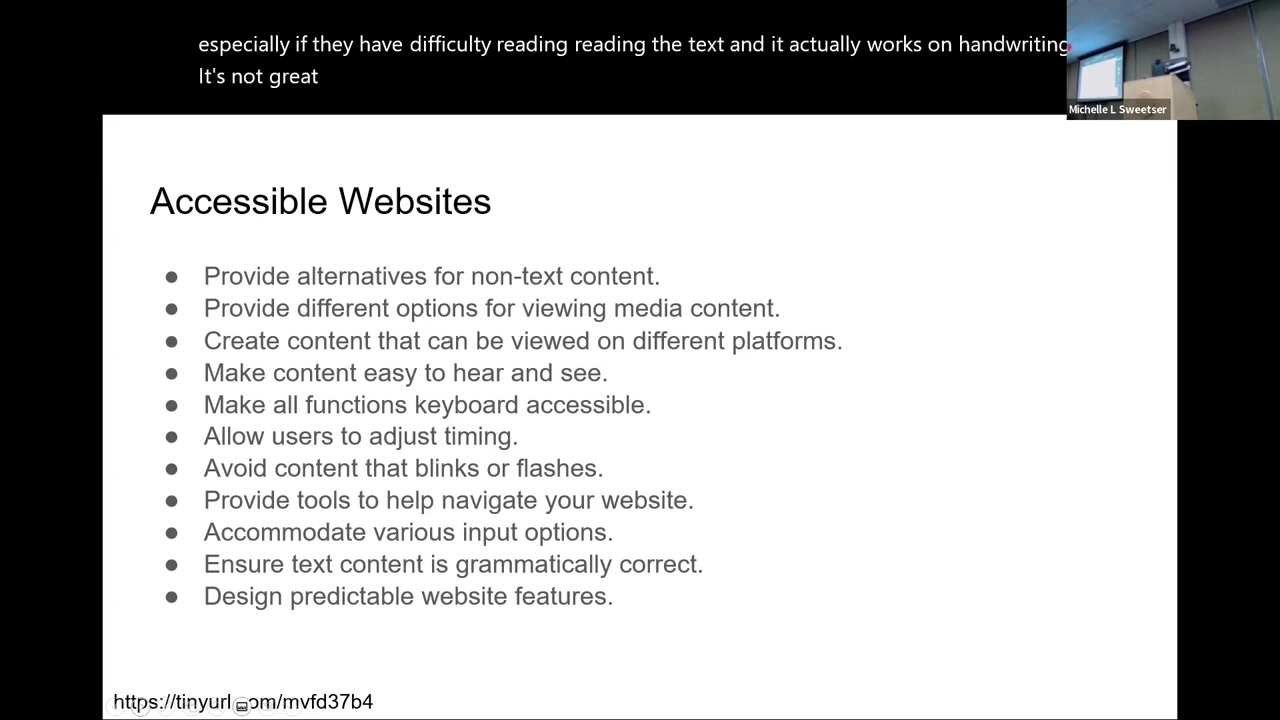 especially if they have difficulty reading reading the text and it actually works on handwriting
It's not great
Michelle L Sweetser
Accessible Websites
● Provide alternatives for non-text content.
● Provide different options for viewing media content.
● Create content that can be viewed on different platforms.
● Make content easy to hear and see.
● Make all functions keyboard accessible.
● Allow users to adjust timing.
● Avoid content that blinks or flashes.
● Provide tools to help navigate your website.
● Accommodate various input options.
● Ensure text content is grammatically correct.
● Design predictable website features.
https://tinyurl.com/mvfd37b4